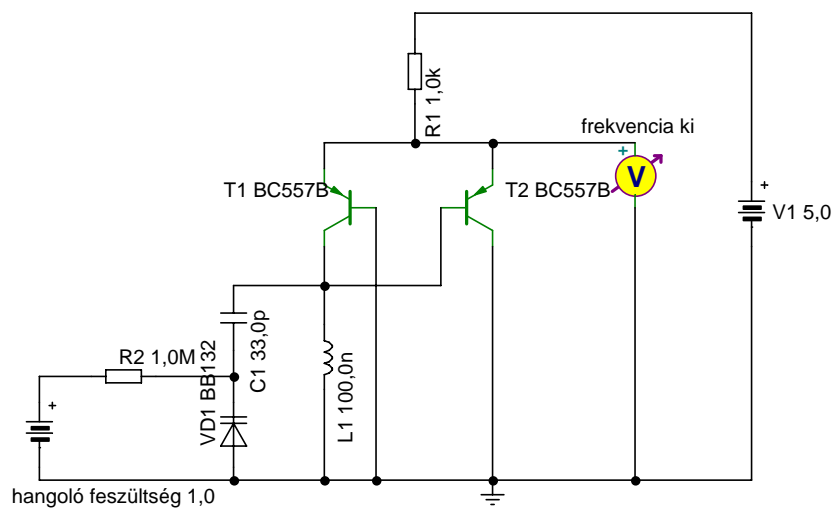 R1 1,0k
frekvencia ki
+
T1 BC557B
T2 BC557B
V
+
V1 5,0
R2 1,0M
VD1 BB132
C1 33,0p
L1 100,0n
+
hangoló feszültség 1,0